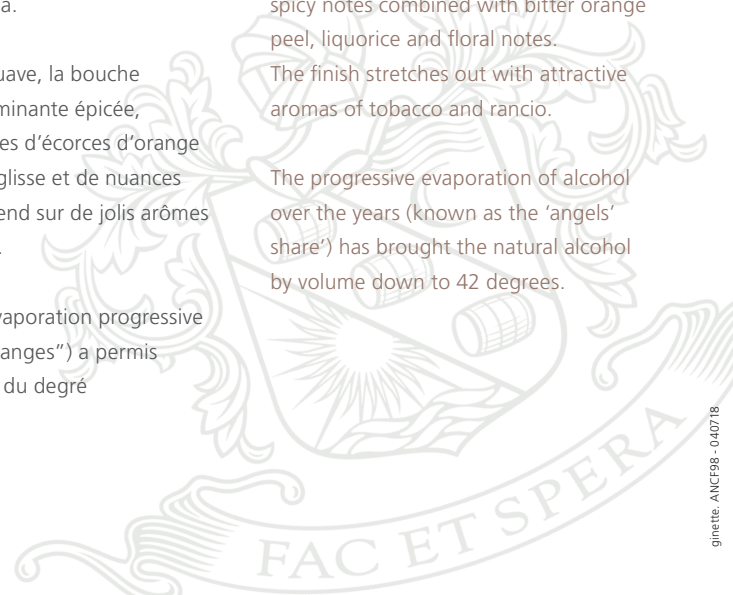 a.
uave, la bouche
minante épicée,
es d’écorces d’orange
glisse et de nuances
end sur de jolis arômes
.
vaporation progressive
anges”) a permis
du degré
spicy notes combined with bitter orange
peel, liquorice and floral notes.
The finish stretches out with attractive
aromas of tobacco and rancio.
The progressive evaporation of alcohol
over the years (known as the ‘angels’
share’) has brought the natural alcohol
by volume down to 42 degrees.
ginette. ANCF98 - 040718
FAC ET SPERA